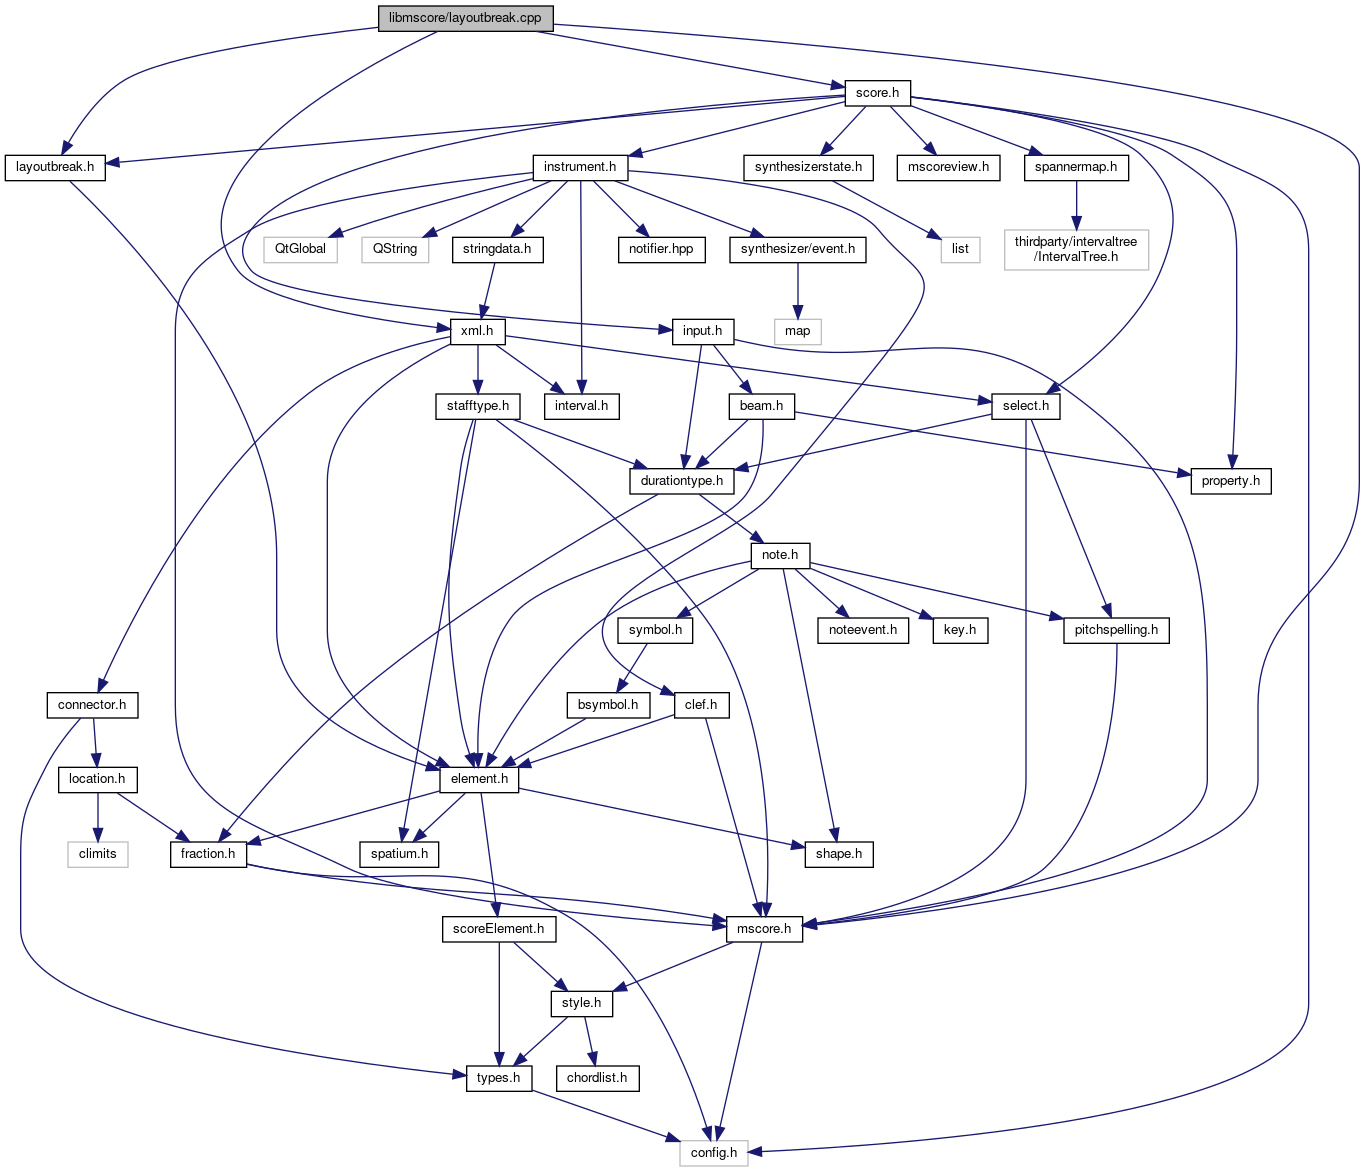 libmscore/layoutbreak.cpp
score.h
layoutbreak.h
instrument.h
synthesizerstate.h
mscoreview.h
spannermap.h
QtGlobal
QString
stringdata.h
notifier.hpp
synthesizer/event.h
list
thirdparty/intervaltree
/IntervalTree.h
xml.h
input.h
map
stafftype.h
interval.h
beam.h
select.h
durationtype.h
property.h
note.h
symbol.h
noteevent.h
key.h
pitchspelling.h
connector.h
bsymbol.h
clef.h
location.h
element.h
climits
fraction.h
spatium.h
shape.h
scoreElement.h
mscore.h
style.h
types.h
chordlist.h
config.h